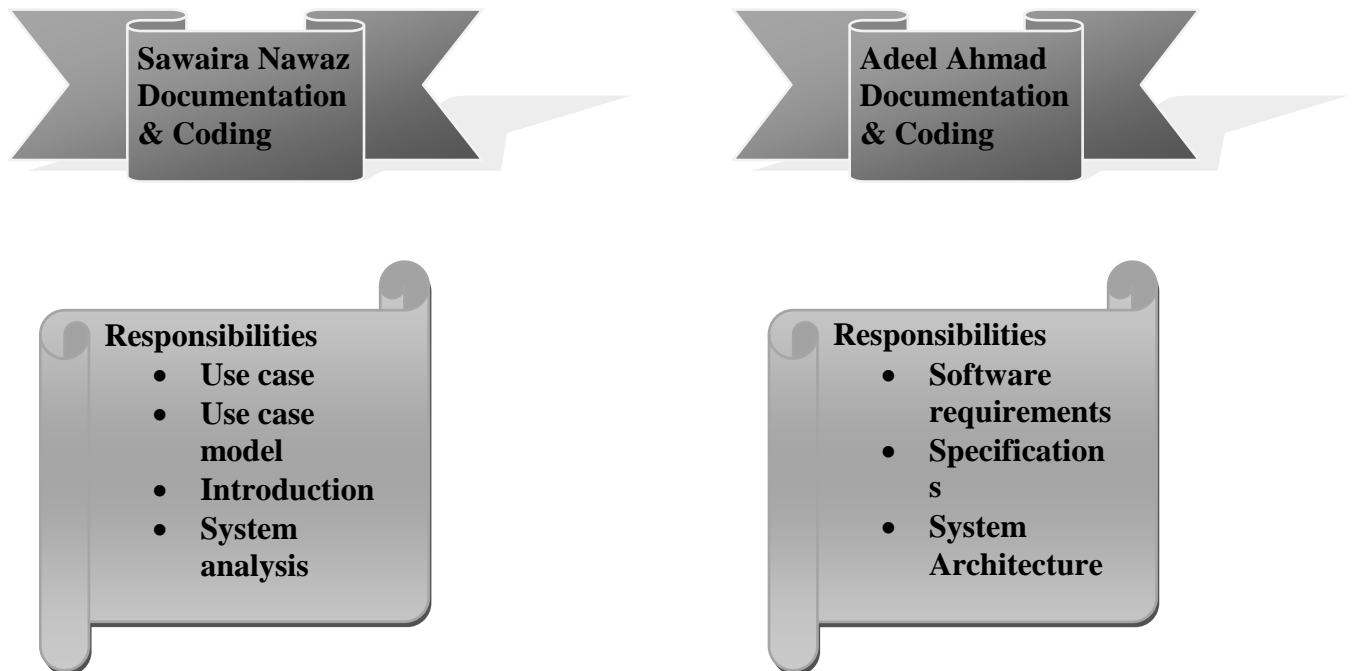 Sawaira Nawaz
Documentation
& Coding
Adeel Ahmad
Documentation
& Coding
Responsibilities
• Use case
• Use case
model
• Introduction
• System
analysis
Responsibilities
• Software
requirements
• Specification
s
• System
Architecture